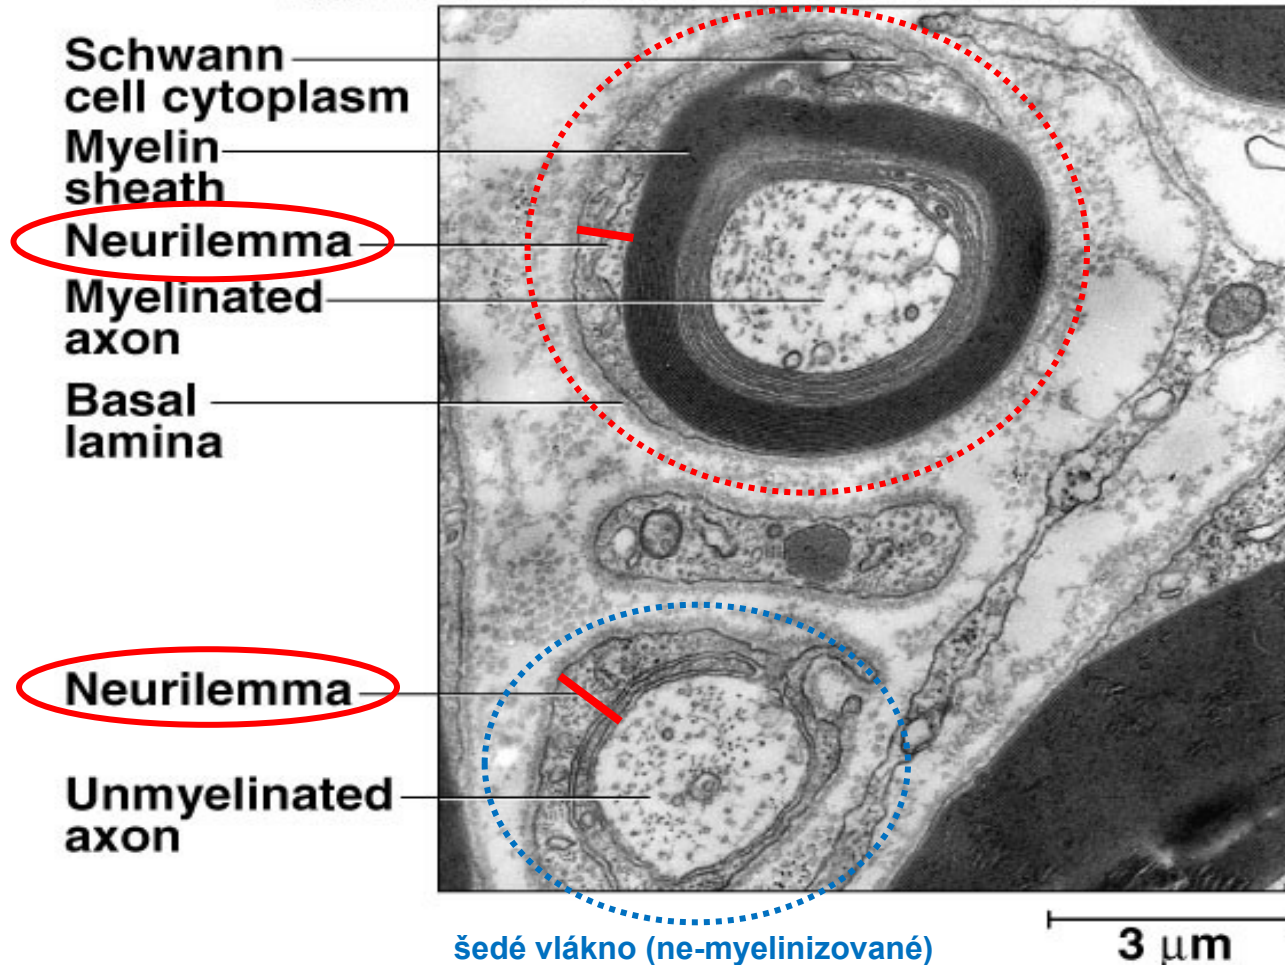 Schwann
cell cytoplasm
Myelin
sheath
Neurilemma
Myelinated
axon
Basal
lamina
Neurilemma
Unmyelinated
axon
šedé vlákno (ne-myelinizované)
3 μm